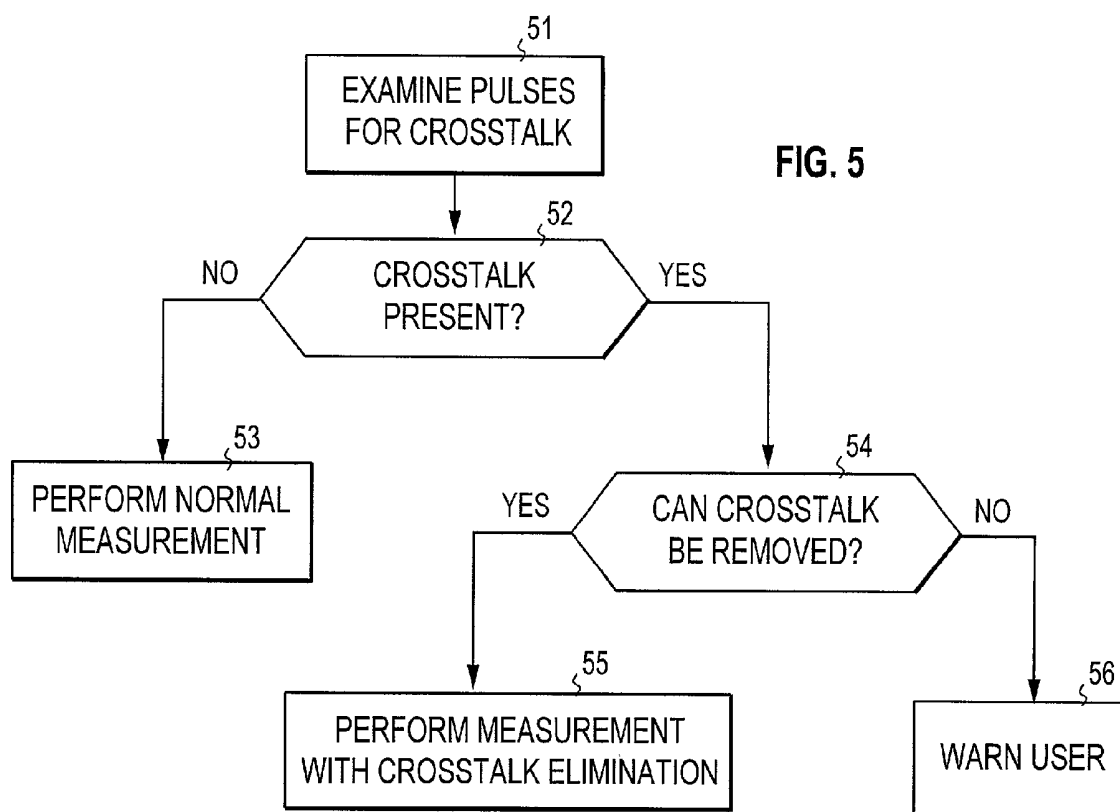 51
EXAMINE PULSES
FOR CROSSTALK
FIG. 5
52
NO
CROSSTALK
PRESENT?
YES
53
PERFORM NORMAL
MEASUREMENT
54
YES
CAN CROSSTALK
BE REMOVED?
NO
55
PERFORM MEASUREMENT
WITH CROSSTALK ELIMINATION
56
WARN USER